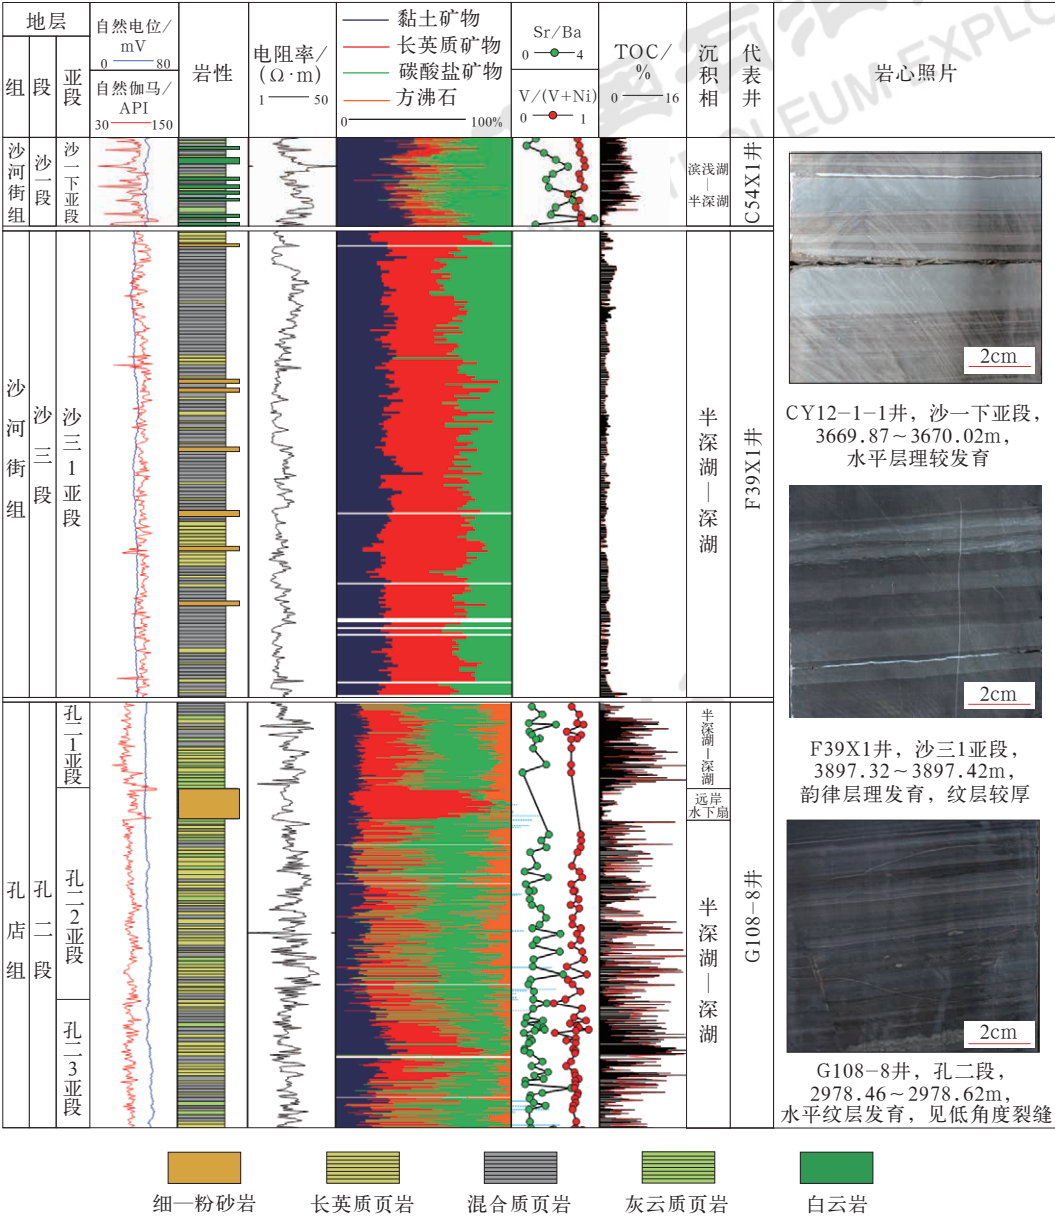 地层
组
段
亚段
自然电位/
mV
0 80
自然伽马/
API
30 150
岩性
电阻率/
(Ω·m)
1 50
黏土矿物
长英质矿物
碳酸盐矿物
方沸石
0 100%
Sr/Ba
0 4
V/(V+Ni)
0 1
TOC/
%
0 16
沉积相
代表井
岩心照片
沙河街组
沙一段
沙一下亚段
滨浅湖
—
半深湖
C54X1井
沙河街组
沙三段
沙三1亚段
半深湖—深湖
F39X1井
孔店组
孔二段
孔二1亚段
孔二2亚段
孔二3亚段
半深湖—深湖
远岸
水下扇
半深湖—深湖
G108-8井
2cm
CY12-1-1井，沙一下亚段，
3669.87～3670.02m，
水平层理较发育
2cm
F39X1井，沙三1亚段，
3897.32～3897.42m，
韵律层理发育，纹层较厚
2cm
G108-8井，孔二段，
2978.46～2978.62m，
水平纹层发育，见低角度裂缝
细—粉砂岩
长英质页岩
混合质页岩
灰云质页岩
白云岩